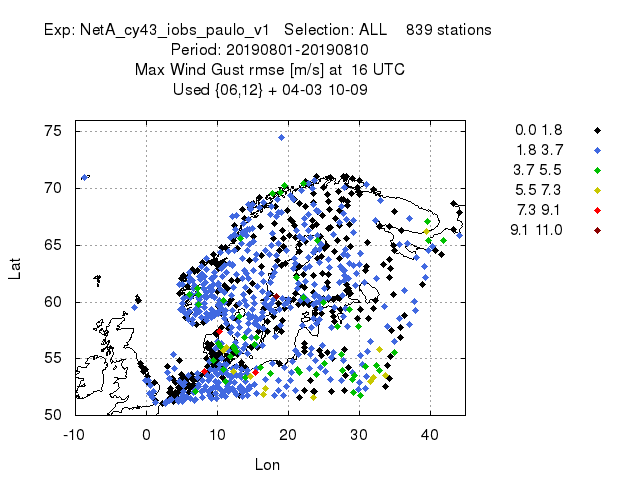 Exp: NetA_cy43_iobs_paulo_v1 Selection: ALL 839 stations
Period: 20190801-20190810
Max Wind Gust rmse [m/s] at 16 UTC
Used {06,12} + 04-03 10-09
0.0 1.8
1.8 3.7
3.7 5.5
5.5 7.3
7.3 9.1
9.1 11.0
75
70
65
60
55
50
Lat
-10 0 10 20 30 40
Lon